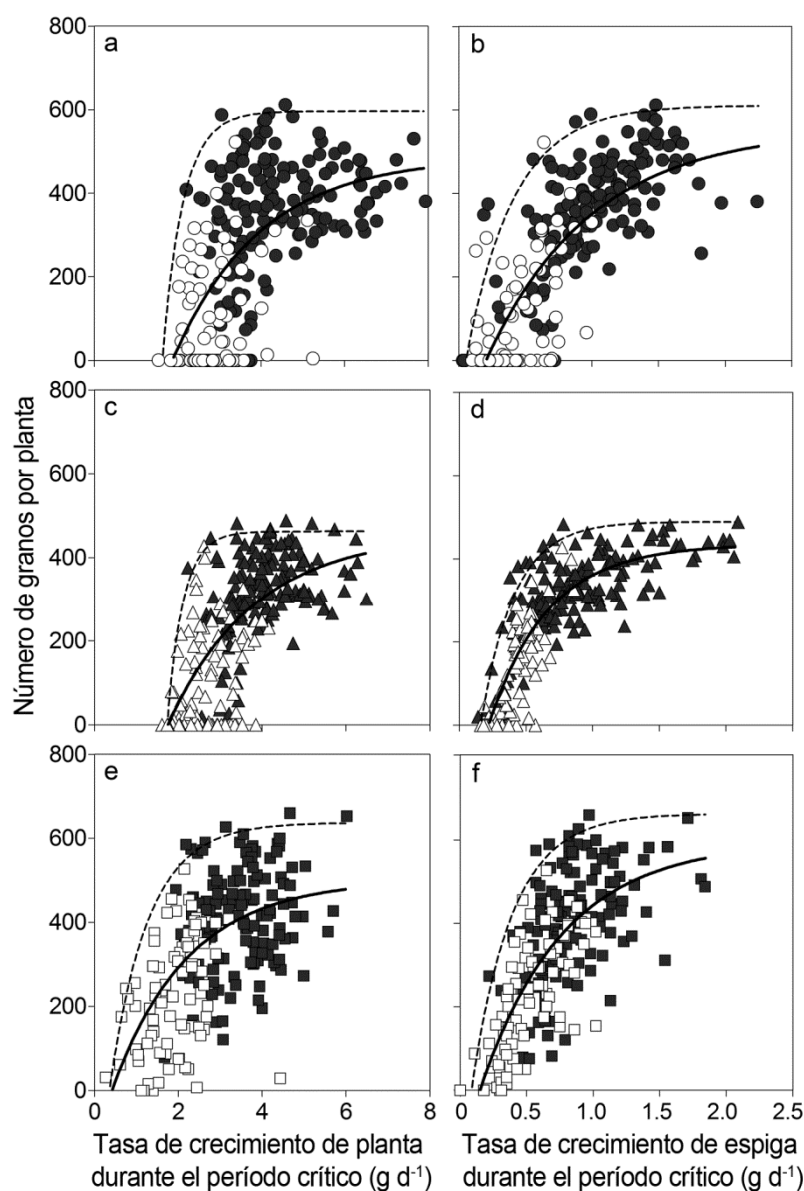 800
600
400
200
0
a
b
800
600
400
200
0
c
d
Número de granos por planta
800
600
400
200
0
e
f
0 2 4 6 8
0 0.5 1.0 1.5 2.0 2.5
Tasa de crecimiento de planta
durante el período crítico (g d-1)
Tasa de crecimiento de espiga
durante el período crítico (g d-1)